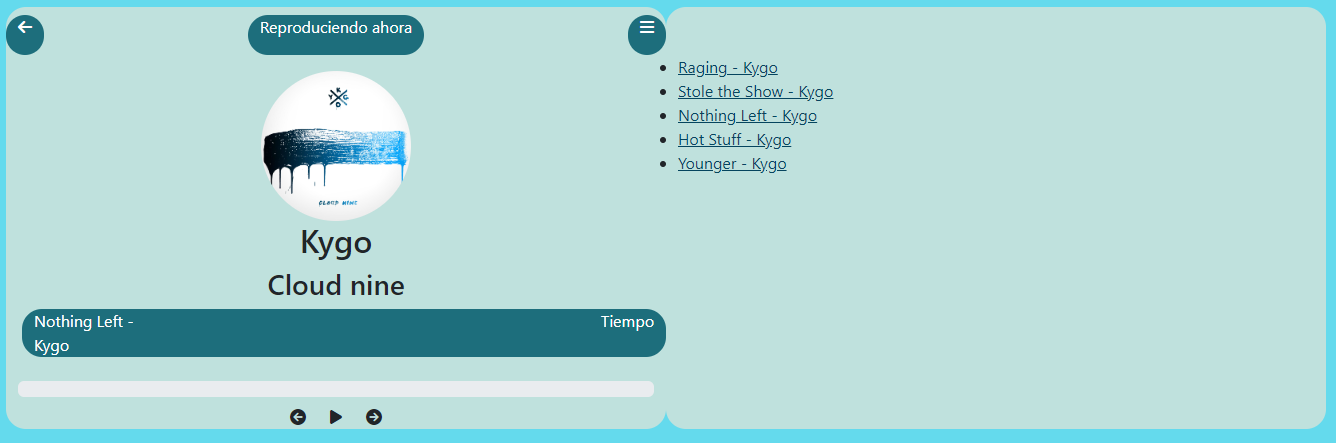 Reproduciendo ahora
K
Y G
D
CLOUD NINE
Kygo
Cloud nine
Nothing Left -
Kygo
Tiempo
Raging - Kygo
Stole the Show - Kygo
Nothing Left - Kygo
Hot Stuff - Kygo
Younger - Kygo